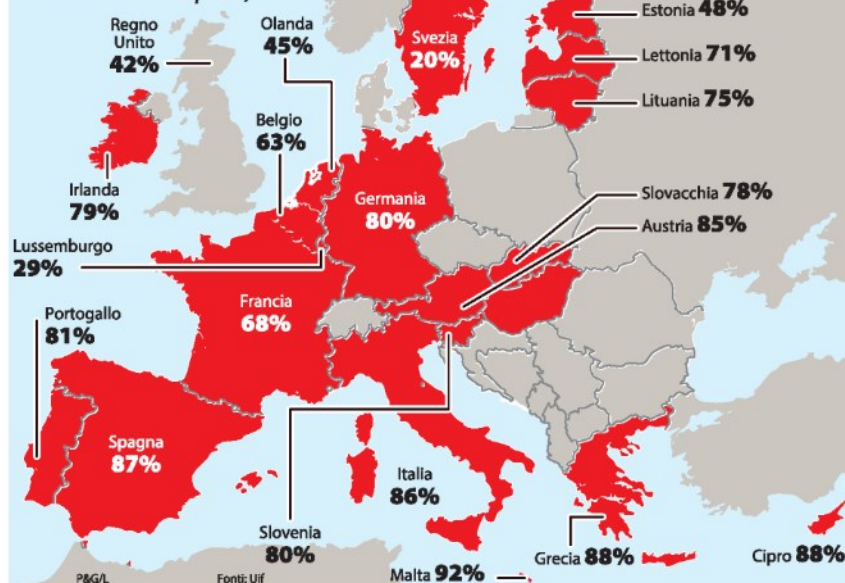 Regno
Unito
42%
Olanda
45%
Svezia
20%
Estonia 48%
Lettonia 71%
Lituania 75%
Belgio
63%
Irlanda
79%
Germania
80%
Slovacchia 78%
Austria 85%
Lussemburgo
29%
Francia
68%
Portogallo
81%
Spagna
87%
Italia
86%
Slovenia
80%
Grecia 88%
Cipro 88%
Malta 92%
P&G/L
Fonti: Uif